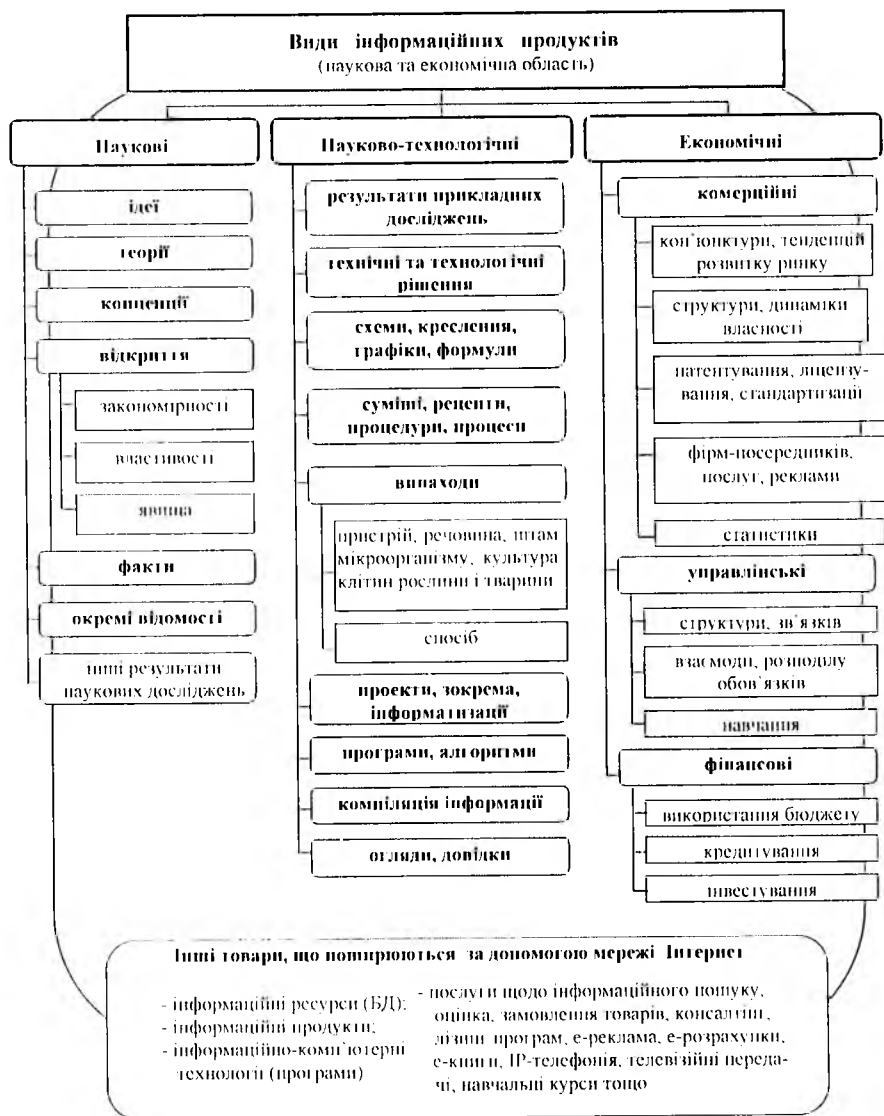 Види інформаційних продуктів
(наукова та економічна область)
Наукові
ідеї
теорії
концепції
відкриття
закономірності
властивості
явища
факти
окремі відомості
інші результати
наукових досліджень
Науково-технологічні
результати прикладних
досліджень
технічні та технологічні
рішення
схеми, креслення,
графіки, формули
суміші, рецепти,
процедури, процеси
винаходи
пристрій, речовина, штам
мікроорганізму, культура
клітин рослини і тварини
спосіб
проекти, зокрема,
інформатизації
програми, алгоритми
компіляція інформації
огляди, довідки
Економічні
комерційні
кон'юнктури, тенденцій
розвитку ринку
структури, динаміки
власності
патентування, ліцензу-
вання, стандартизації
фірм-посередників,
послуг, реклами
статистики
управлінські
структури, зв'язків
взаємодії, розподілу
обов'язків
навчання
фінансові
використання бюджету
кредитування
інвестування
Інші товари, що поширюються за допомогою мережі Інтернет
- інформаційні ресурси (БД);
- інформаційні продукти;
- інформаційно-комп'ютерні
технології (програми)
- послуги щодо інформаційного пошуку,
оцінка, замовлення товарів, консалтінг,
лізинг програм, е-реклама, е-розрахунки,
е-книги, ІР-телефонія, телевізійні переда-
чі, навчальні курси тощо